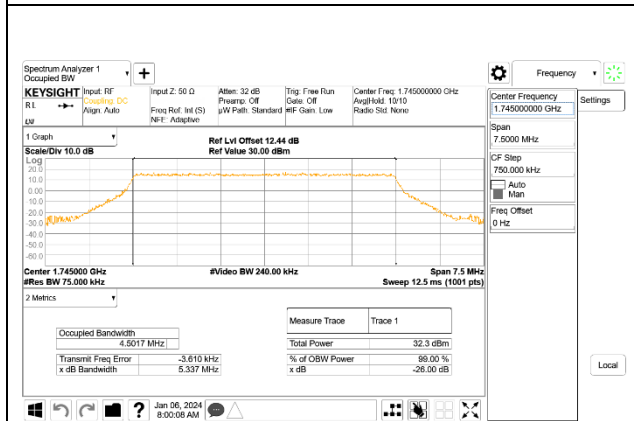 Spectrum Analyzer 1
Occupied BW
+
Frequency
KEYSIGHT
Input: RF
Coupling: DC
Align: Auto
Input Z: 50 Ω
Freq Ref: Int (S)
NFE: Adaptive
Atten: 32 dB
Preamp: Off
µW Path: Standard
Trig: Free Run
Gate: Off
#IF Gain: Low
Center Freq: 1.745000000 GHz
Avg|Hold: 10/10
Radio Std: None
RL
Center Frequency
1.745000000 GHz
Settings
Span
7.5000 MHz
CF Step
750.000 kHz
Auto
Man
Freq Offset
0 Hz
Local
1 Graph
Scale/Div 10.0 dB
Ref Lvl Offset 12.44 dB
Ref Value 30.00 dBm
Log
20.0
10.0
0.00
-10.0
-20.0
-30.0
-40.0
-50.0
-60.0
Center 1.745000 GHz
#Video BW 240.00 kHz
Span 7.5 MHz
#Res BW 75.000 kHz
Sweep 12.5 ms (1001 pts)
2 Metrics
Occupied Bandwidth
4.5017 MHz
Transmit Freq Error -3.610 kHz
x dB Bandwidth 5.337 MHz
Measure Trace Trace 1
Total Power 32.3 dBm
% of OBW Power 99.00 %
x dB -26.00 dB
?
Jan 06, 2024
8:00:08 AM